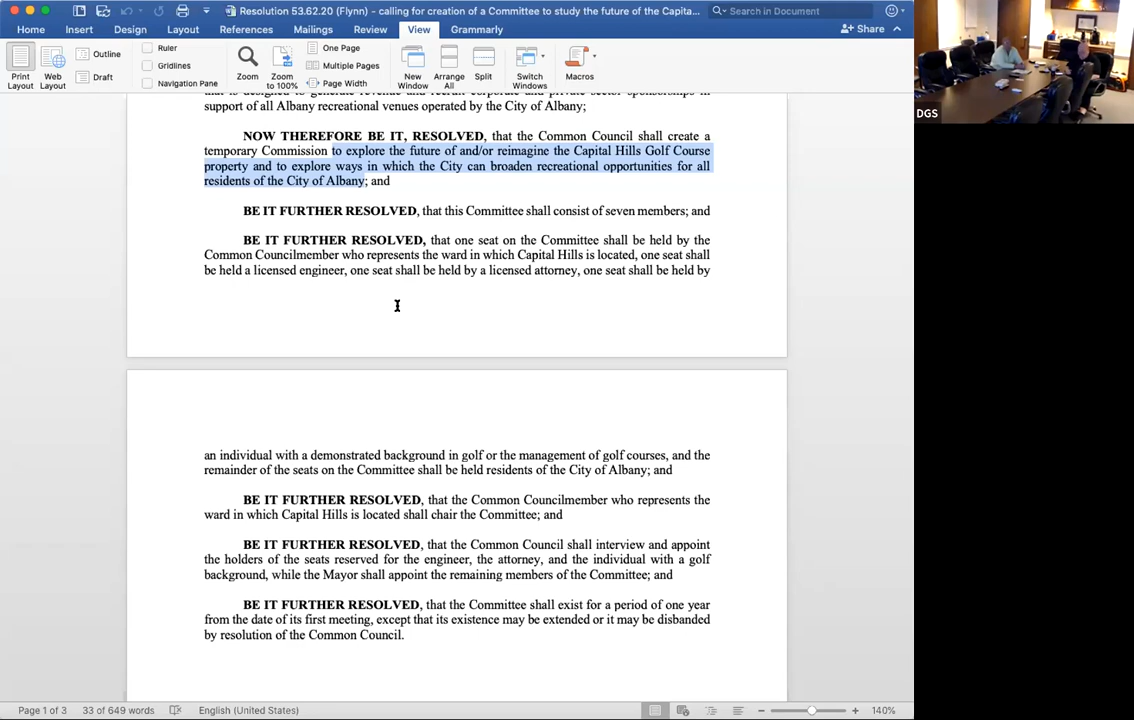 Resolution 53.62.20 (Flynn) - calling for creation of a Committee to study the future of the Capita...
Search in Document
Home Insert Design Layout References Mailings Review View Grammarly
Share
Print Layout
Web Layout
Outline
Draft
Ruler
Gridlines
Navigation Pane
Zoom
Zoom to 100%
One Page
Multiple Pages
Page Width
New Window
Arrange All
Split
Switch Windows
Macros
DGS
that is designed to generate revenue and recruit corporate and private sector sponsorships in
support of all Albany recreational venues operated by the City of Albany;
NOW THEREFORE BE IT, RESOLVED, that the Common Council shall create a
temporary Commission to explore the future of and/or reimagine the Capital Hills Golf Course
property and to explore ways in which the City can broaden recreational opportunities for all
residents of the City of Albany; and
BE IT FURTHER RESOLVED, that this Committee shall consist of seven members; and
BE IT FURTHER RESOLVED, that one seat on the Committee shall be held by the
Common Councilmember who represents the ward in which Capital Hills is located, one seat shall
be held a licensed engineer, one seat shall be held by a licensed attorney, one seat shall be held by
an individual with a demonstrated background in golf or the management of golf courses, and the
remainder of the seats on the Committee shall be held residents of the City of Albany; and
BE IT FURTHER RESOLVED, that the Common Councilmember who represents the
ward in which Capital Hills is located shall chair the Committee; and
BE IT FURTHER RESOLVED, that the Common Council shall interview and appoint
the holders of the seats reserved for the engineer, the attorney, and the individual with a golf
background, while the Mayor shall appoint the remaining members of the Committee; and
BE IT FURTHER RESOLVED, that the Committee shall exist for a period of one year
from the date of its first meeting, except that its existence may be extended or it may be disbanded
by resolution of the Common Council.
Page 1 of 3 33 of 649 words English (United States) 140%